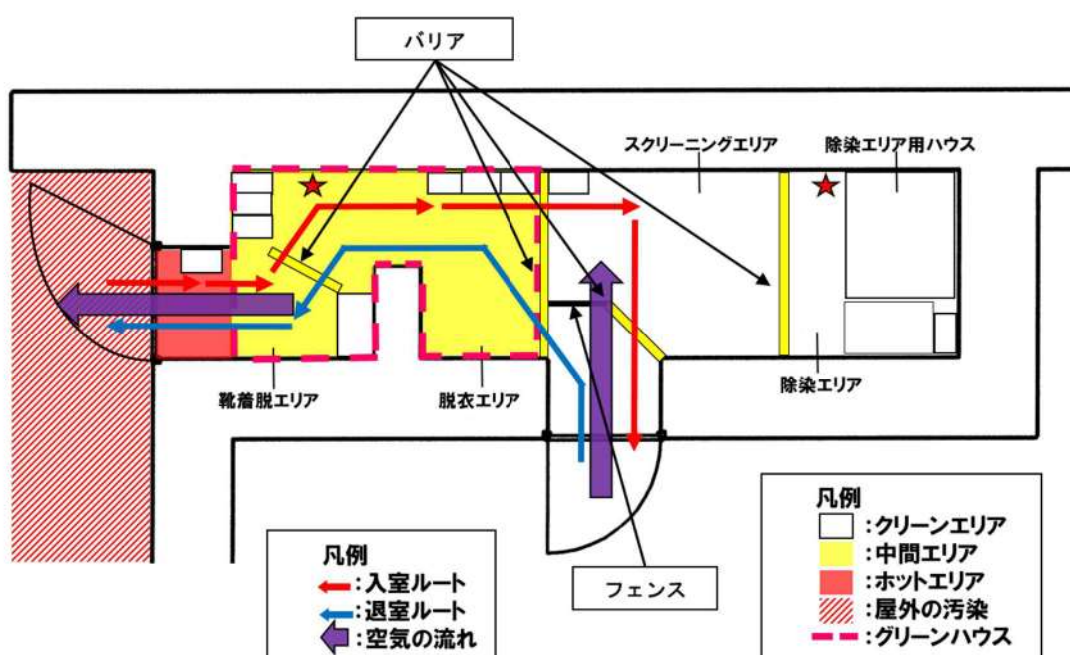 バリア
スクリーニングエリア
除染エリア用ハウス
靴着脱エリア
脱衣エリア
除染エリア
フェンス
凡例
:入室ルート
:退室ルート
:空気の流れ
凡例
:クリーンエリア
:中間エリア
:ホットエリア
:屋外の汚染
:グリーンハウス